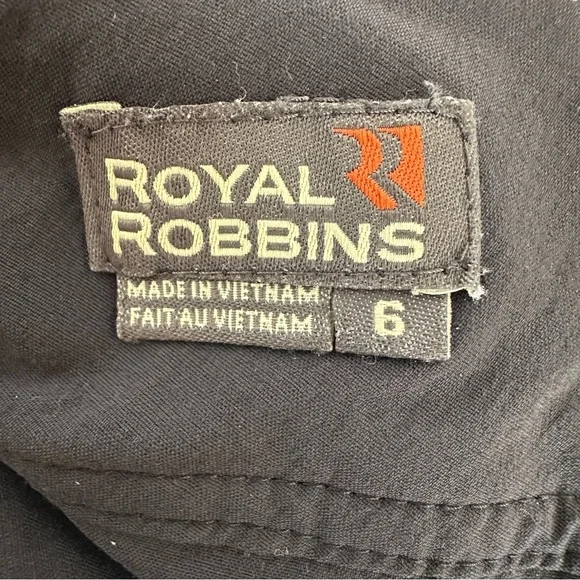 ROYAL
ROBBINS
MADE IN VIETNAM
FAIT AU VIETNAM
6